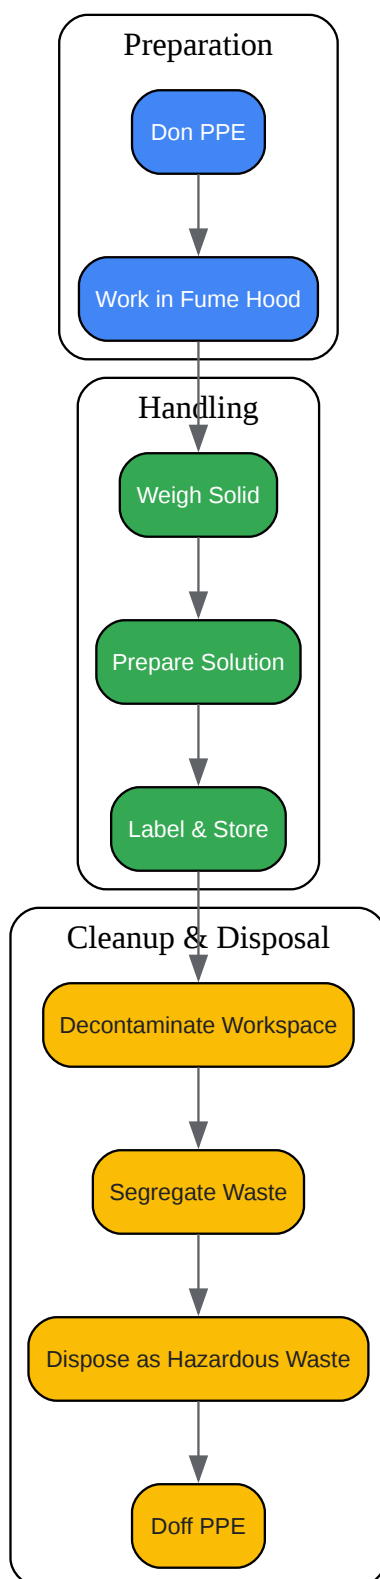 Preparation
Don PPE
Work in Fume Hood
Handling
Weigh Solid
Prepare Solution
Label & Store
Cleanup & Disposal
Decontaminate Workspace
Segregate Waste
Dispose as Hazardous Waste
Doff PPE